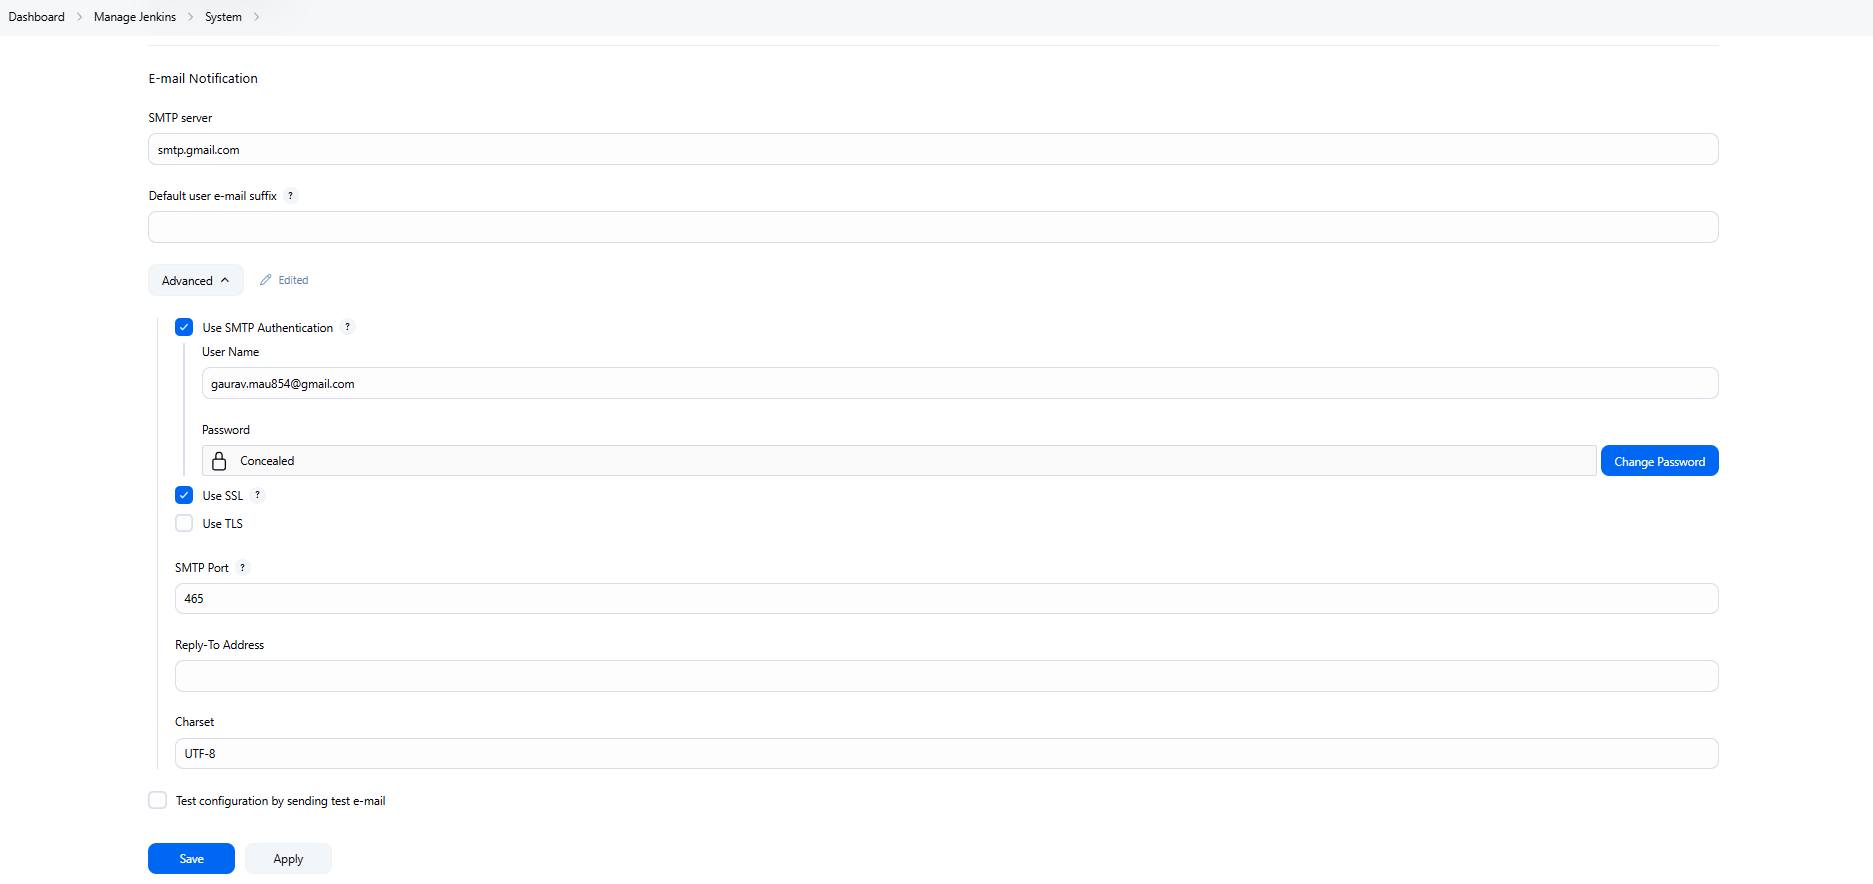 Dashboard > Manage Jenkins > System >
E-mail Notification
SMTP server
smtp.gmail.com
Default user e-mail suffix ?
Advanced Edited
Use SMTP Authentication ?
User Name
gaurav.mau854@gmail.com
Password
Concealed Change Password
Use SSL ?
Use TLS
SMTP Port ?
465
Reply-To Address
Charset
UTF-8
Test configuration by sending test e-mail
Save Apply